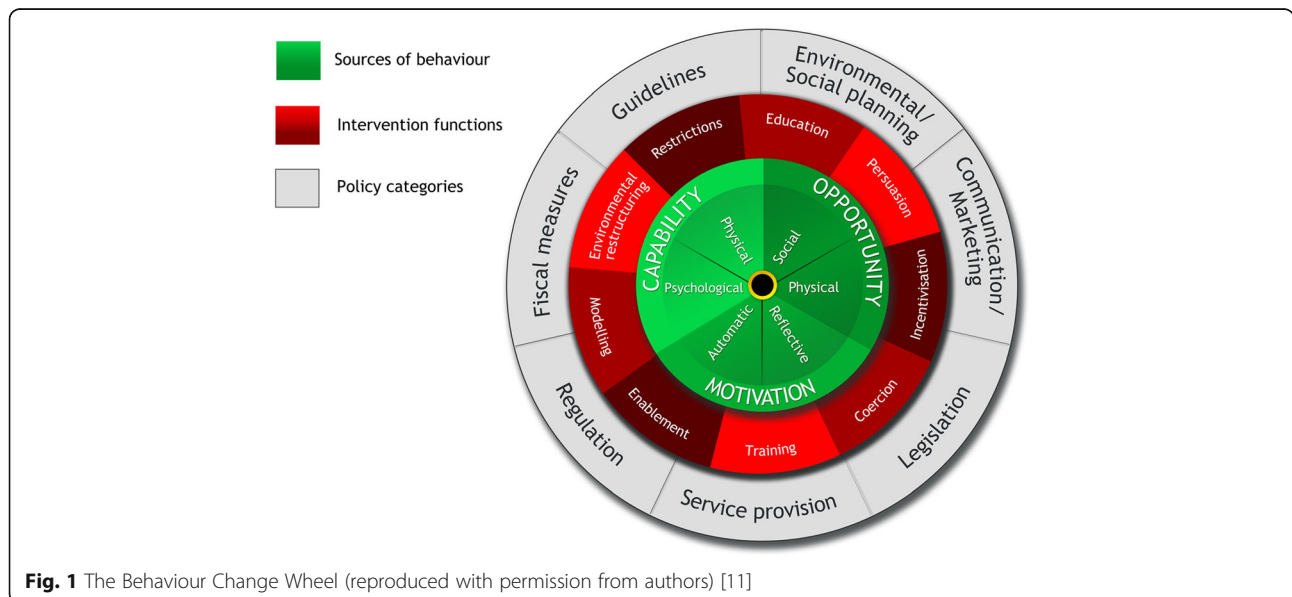 Sources of behaviour
Intervention functions
Policy categories
Guidelines
Environmental/
Social planning
Communication/
Marketing
Legislation
Service provision
Regulation
Fiscal measures
Restrictions
Education
Persuasion
Incentivisation
Coercion
Training
Enablement
Modelling
Environmental
restructuring
CAPABILITY
OPPORTUNITY
MOTIVATION
Physical
Social
Physical
Reflective
Automatic
Psychological
Fig. 1 The Behaviour Change Wheel (reproduced with permission from authors) [11]